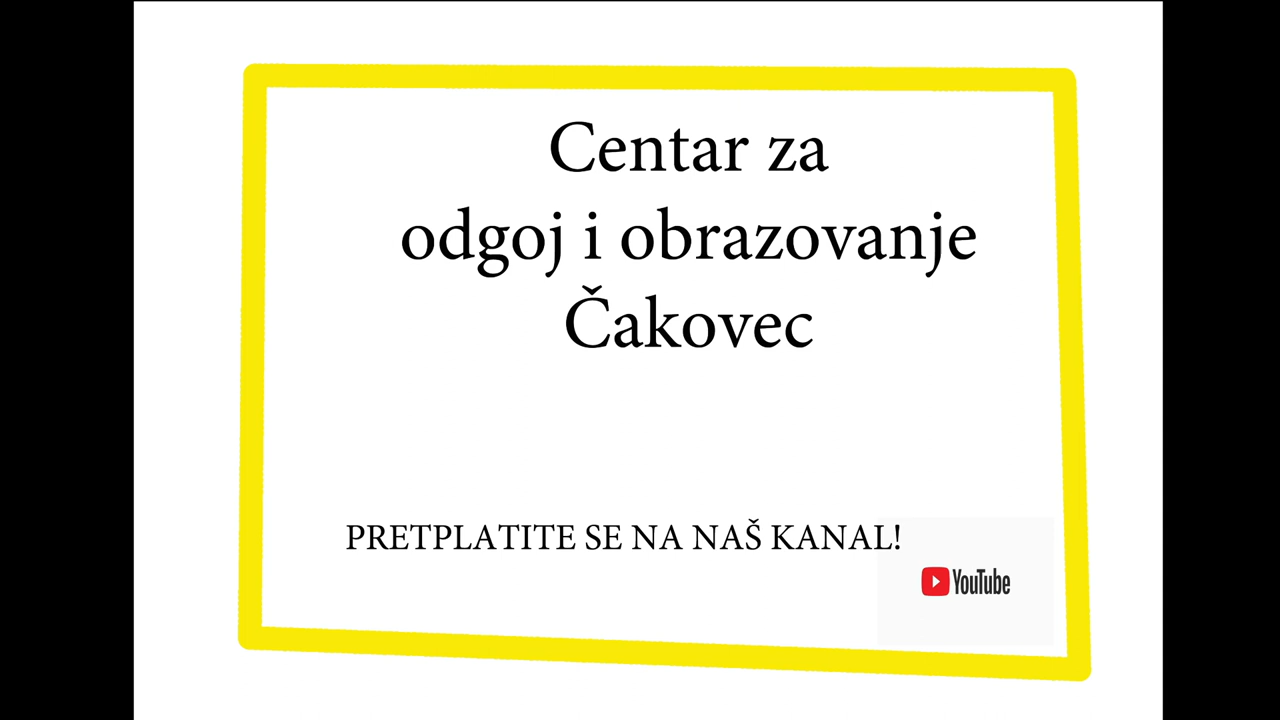 Centar za
odgoj i obrazovanje
Čakovec
PRETPLATITE SE NA NAŠ KANAL!
YouTube